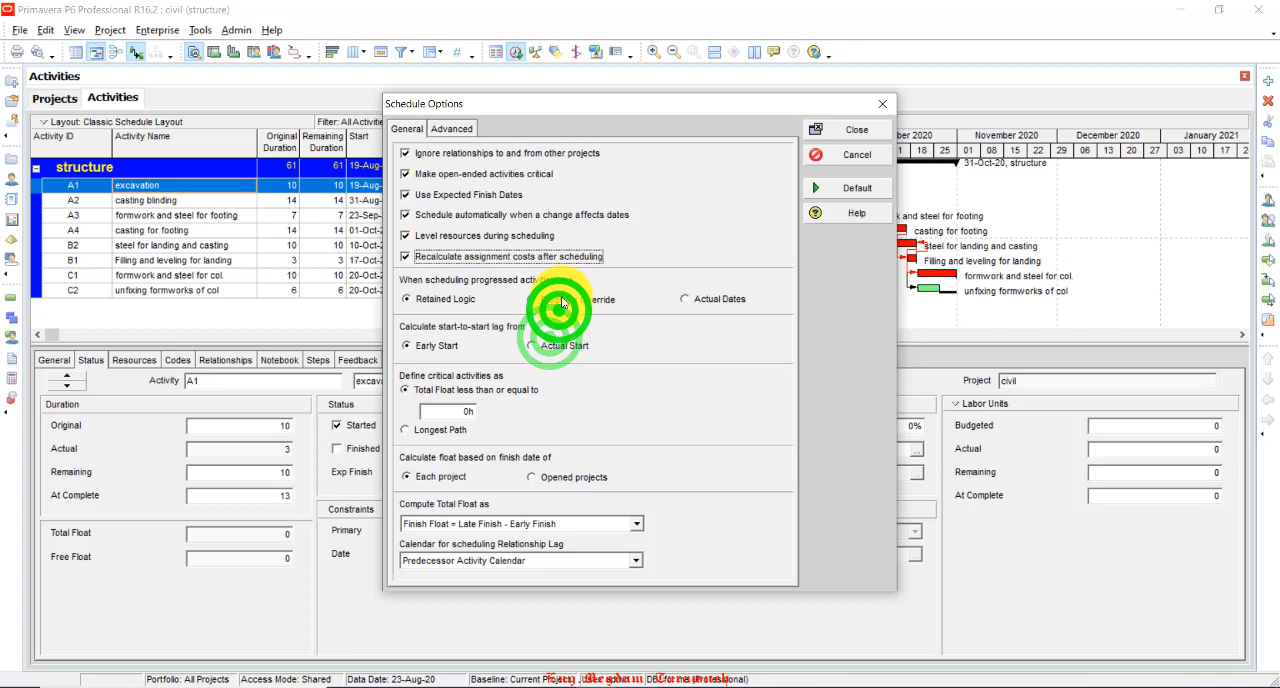 Primavera P6 Professional R16.2 : civil (structure)
File Edit View Project Enterprise Tools Admin Help
Activities
Projects Activities
Layout: Classic Schedule Layout Filter: All Activities
Activity ID Activity Name Original Duration Remaining Duration Start
structure 61 61 19-Aug-
A1 excavation 10 10 19-Aug-
A2 casting blinding 14 14 31-Aug-
A3 formwork and steel for footing 7 7 23-Sep-
A4 casting for footing 14 14 01-Oct-
B2 steel for landing and casting 10 10 10-Oct-2
B1 Filling and leveling for landing 3 3 17-Oct-2
C1 formwork and steel for col. 6 6 20-Oct-2
C2 unfixing formworks of col 6 6 20-Oct-2
ber 2020 November 2020 December 2020 January 2021
1 18 25 01 08 15 22 29 06 13 20 27 03 10 17 2
31-Oct-20, structure
k and steel for footing
casting for footing
steel for landing and casting
Filling and leveling for landing
formwork and steel for col.
unfixing formworks of col
Schedule Options
General Advanced
Ignore relationships to and from other projects
Make open-ended activities critical
Use Expected Finish Dates
Schedule automatically when a change affects dates
Level resources during scheduling
Recalculate assignment costs after scheduling
When scheduling progressed
Retained Logic Actual Dates
Calculate start-to-start lag from
Early Start Actual Start
Define critical activities as
Total Float less than or equal to
0h
Longest Path
Calculate float based on finish date of
Each project Opened projects
Compute Total Float as
Finish Float = Late Finish - Early Finish
Calendar for scheduling Relationship Lag
Predecessor Activity Calendar
Close
Cancel
Default
Help
General Status Resources Codes Relationships Notebook Steps Feedback
Activity A1 excava Project civil
Duration
Original 10
Actual 3
Remaining 10
At Complete 13
Total Float 0
Free Float 0
Status
Started
Finished
Exp Finish
Constraints
Primary
Date
0%
Labor Units
Budgeted 0
Actual 0
Remaining 0
At Complete 0
Portfolio: All Projects Access Mode: Shared Data Date: 23-Aug-20 Baseline: Current